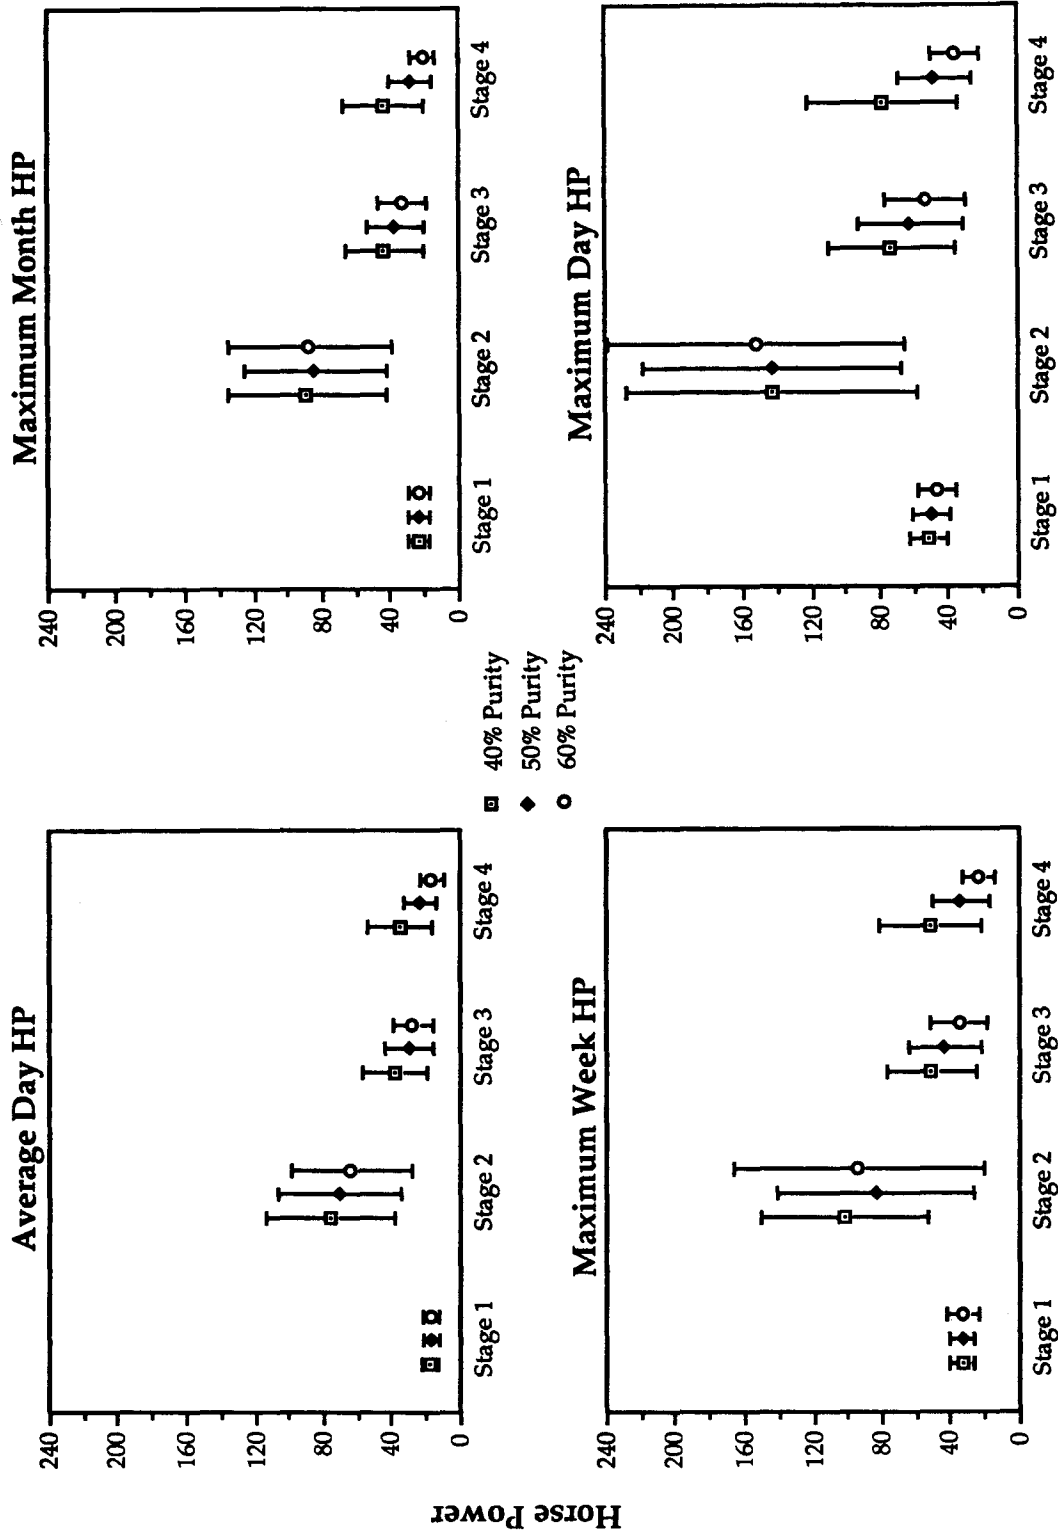 Average Day HP
240
200
160
120
80
40
0
Stage 1
Stage 2
Stage 3
Stage 4
Maximum Month HP
240
200
160
120
80
40
0
Stage 1
Stage 2
Stage 3
Stage 4
Horse Power
40% Purity
50% Purity
60% Purity
Maximum Week HP
240
200
160
120
80
40
0
Stage 1
Stage 2
Stage 3
Stage 4
Maximum Day HP
240
200
160
120
80
40
0
Stage 1
Stage 2
Stage 3
Stage 4